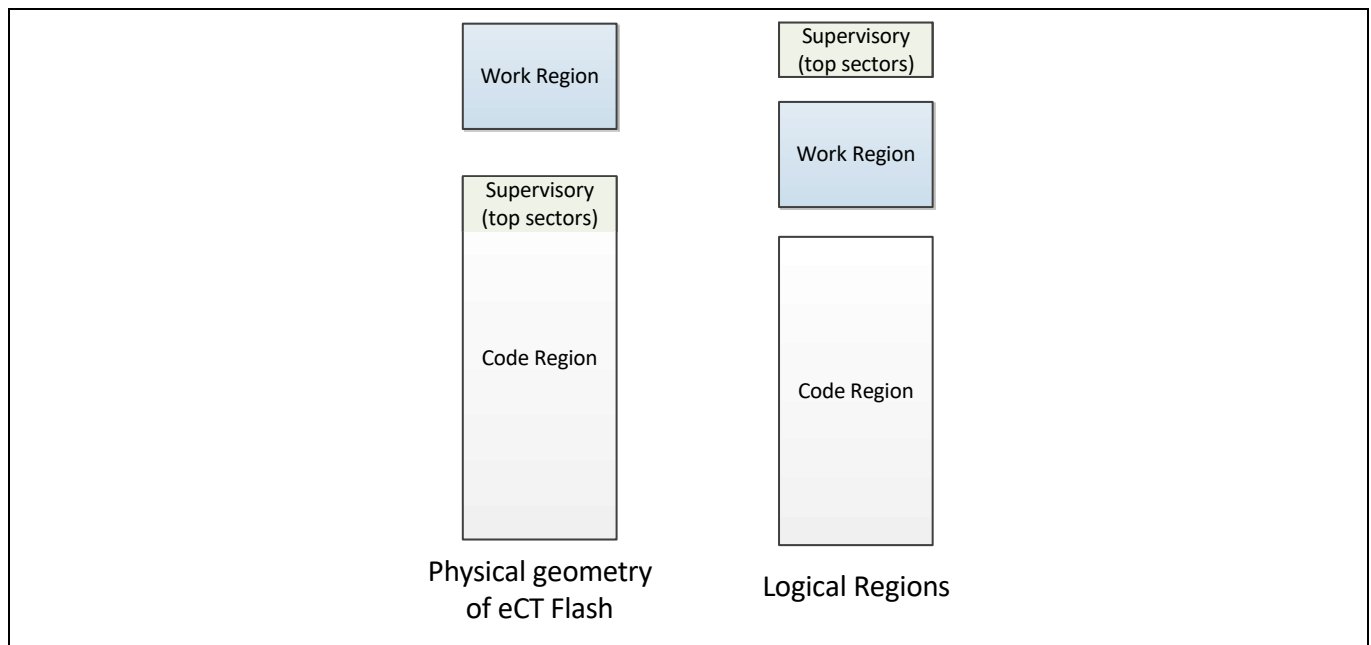 Work Region
Supervisory
(top sectors)
Code Region
Physical geometry
of eCT Flash
Supervisory
(top sectors)
Work Region
Code Region
Logical Regions